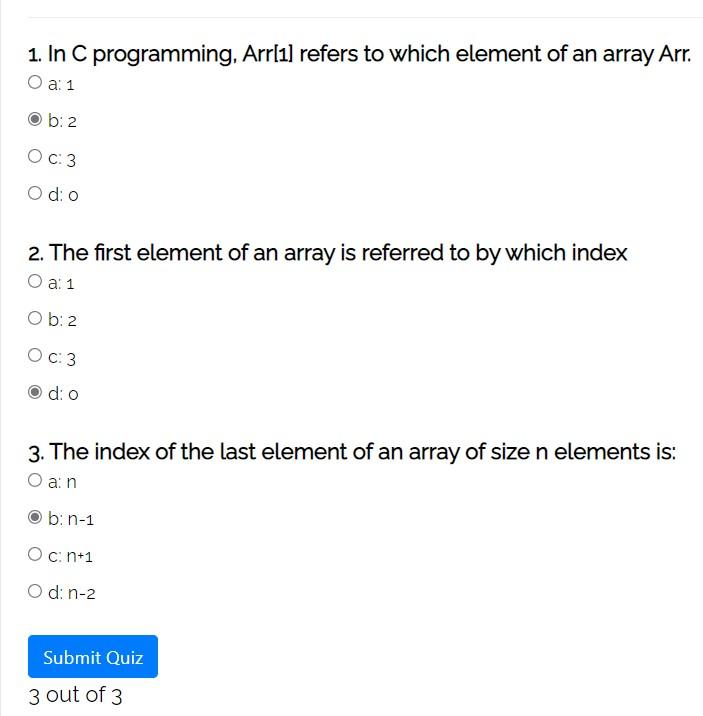 1. In C programming, Arr[1] refers to which element of an array Arr.
a: 1
b: 2
c: 3
d: 0
2. The first element of an array is referred to by which index
a: 1
b: 2
c: 3
d: 0
3. The index of the last element of an array of size n elements is:
a: n
b: n-1
c: n+1
d: n-2
Submit Quiz
3 out of 3